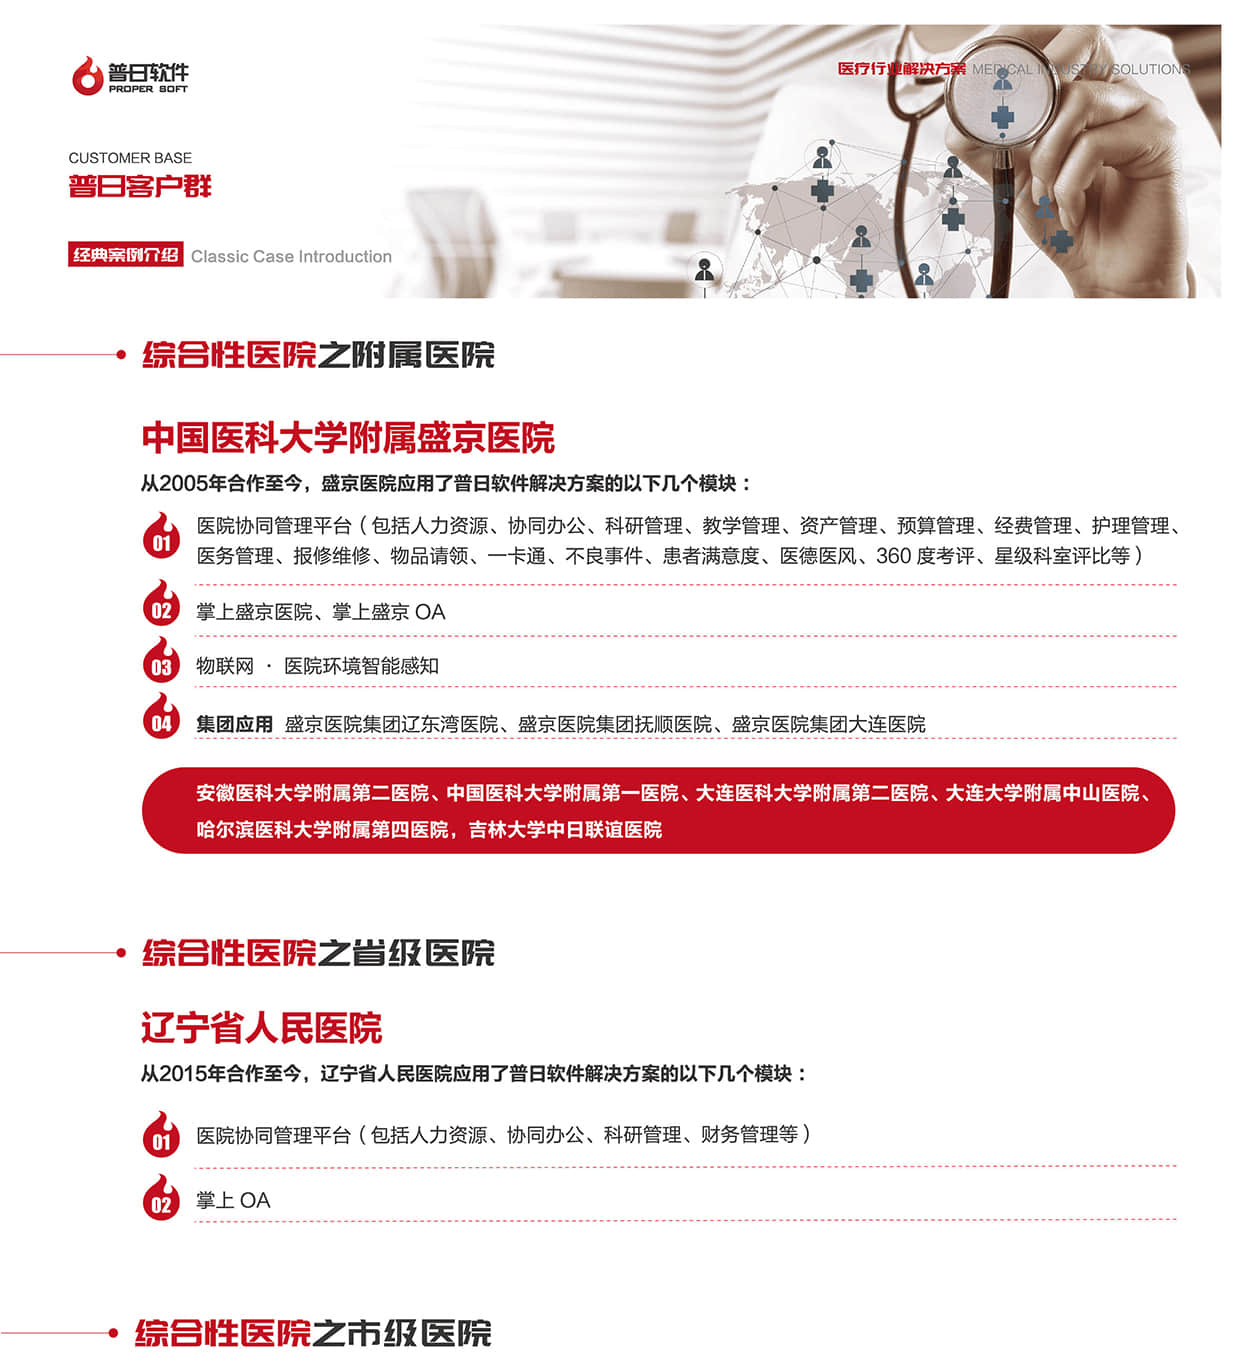 普日软件
PROPER SOFT
医疗行业解决方案 MEDICAL INDUSTRY SOLUTIONS
CUSTOMER BASE
普日客户群
经典案例介绍 Classic Case Introduction
综合性医院之附属医院
中国医科大学附属盛京医院
从2005年合作至今，盛京医院应用了普日软件解决方案的以下几个模块：
01 医院协同管理平台（包括人力资源、协同办公、科研管理、教学管理、资产管理、预算管理、经费管理、护理管理、
医务管理、报修维修、物品请领、一卡通、不良事件、患者满意度、医德医风、360 度考评、星级科室评比等）
02 掌上盛京医院、掌上盛京 OA
03 物联网 · 医院环境智能感知
04 集团应用 盛京医院集团辽东湾医院、盛京医院集团抚顺医院、盛京医院集团大连医院
安徽医科大学附属第二医院、中国医科大学附属第一医院、大连医科大学附属第二医院、大连大学附属中山医院、
哈尔滨医科大学附属第四医院，吉林大学中日联谊医院
综合性医院之省级医院
辽宁省人民医院
从2015年合作至今，辽宁省人民医院应用了普日软件解决方案的以下几个模块：
01 医院协同管理平台（包括人力资源、协同办公、科研管理、财务管理等）
02 掌上 OA
综合性医院之市级医院